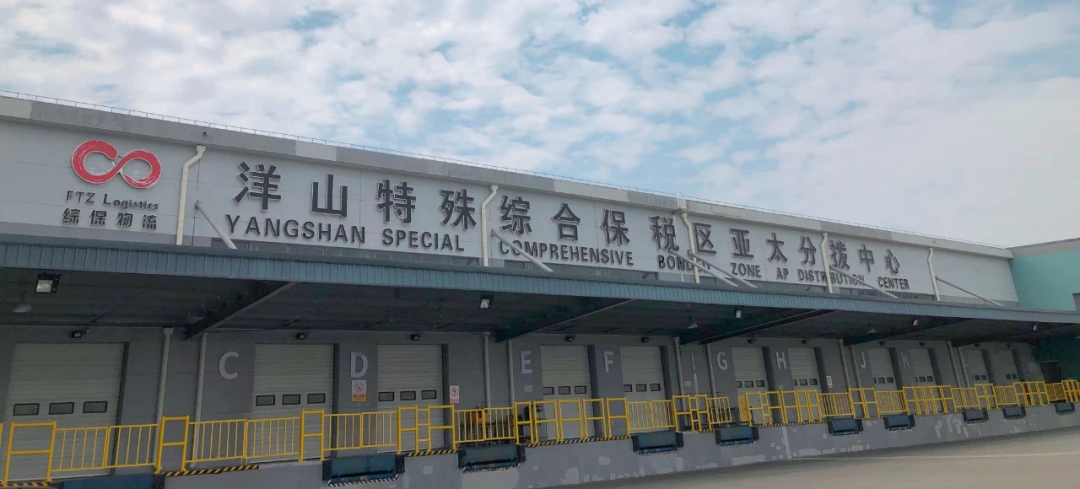 FTZ Logistics
综保物流
洋山特殊综合保税区亚太分拨中心
YANGSHAN SPECIAL COMPREHENSIVE BONDED ZONE AP DISTRIBUTION CENTER
C D E F G H J K